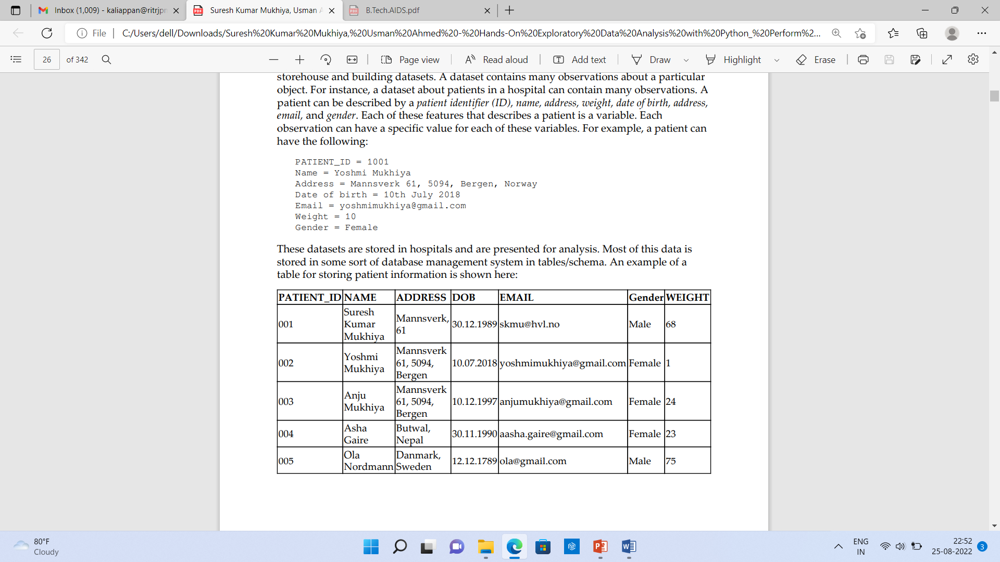 Inbox (1,009) - kaliappan@ritrjpr
Suresh Kumar Mukhiya, Usman A
B.Tech.AIDS.pdf
File
C:/Users/dell/Downloads/Suresh%20Kumar%20Mukhiya,%20Usman%20Ahmed%20-%20Hands-On%20Exploratory%20Data%20Analysis%20with%20Python_%20Perform%2...
26 of 342
Page view
Read aloud
Add text
Draw
Highlight
Erase
storehouse and building datasets. A dataset contains many observations about a particular
object. For instance, a dataset about patients in a hospital can contain many observations. A
patient can be described by a patient identifier (ID), name, address, weight, date of birth, address,
email, and gender. Each of these features that describes a patient is a variable. Each
observation can have a specific value for each of these variables. For example, a patient can
have the following:
PATIENT_ID = 1001
Name = Yoshmi Mukhiya
Address = Mannsverk 61, 5094, Bergen, Norway
Date of birth = 10th July 2018
Email = yoshmimukhiya@gmail.com
Weight = 10
Gender = Female
These datasets are stored in hospitals and are presented for analysis. Most of this data is
stored in some sort of database management system in tables/schema. An example of a
table for storing patient information is shown here:
PATIENT_ID NAME ADDRESS DOB EMAIL Gender WEIGHT
001 Suresh Kumar Mukhiya Mannsverk, 61 30.12.1989 skmu@hvl.no Male 68
002 Yoshmi Mukhiya Mannsverk 61, 5094, Bergen 10.07.2018 yoshmimukhiya@gmail.com Female 1
003 Anju Mukhiya Mannsverk 61, 5094, Bergen 10.12.1997 anjumukhiya@gmail.com Female 24
004 Asha Gaire Butwal, Nepal 30.11.1990 aasha.gaire@gmail.com Female 23
005 Ola Nordmann Danmark, Sweden 12.12.1789 ola@gmail.com Male 75
80°F
Cloudy
ENG
IN
22:52
25-08-2022
3